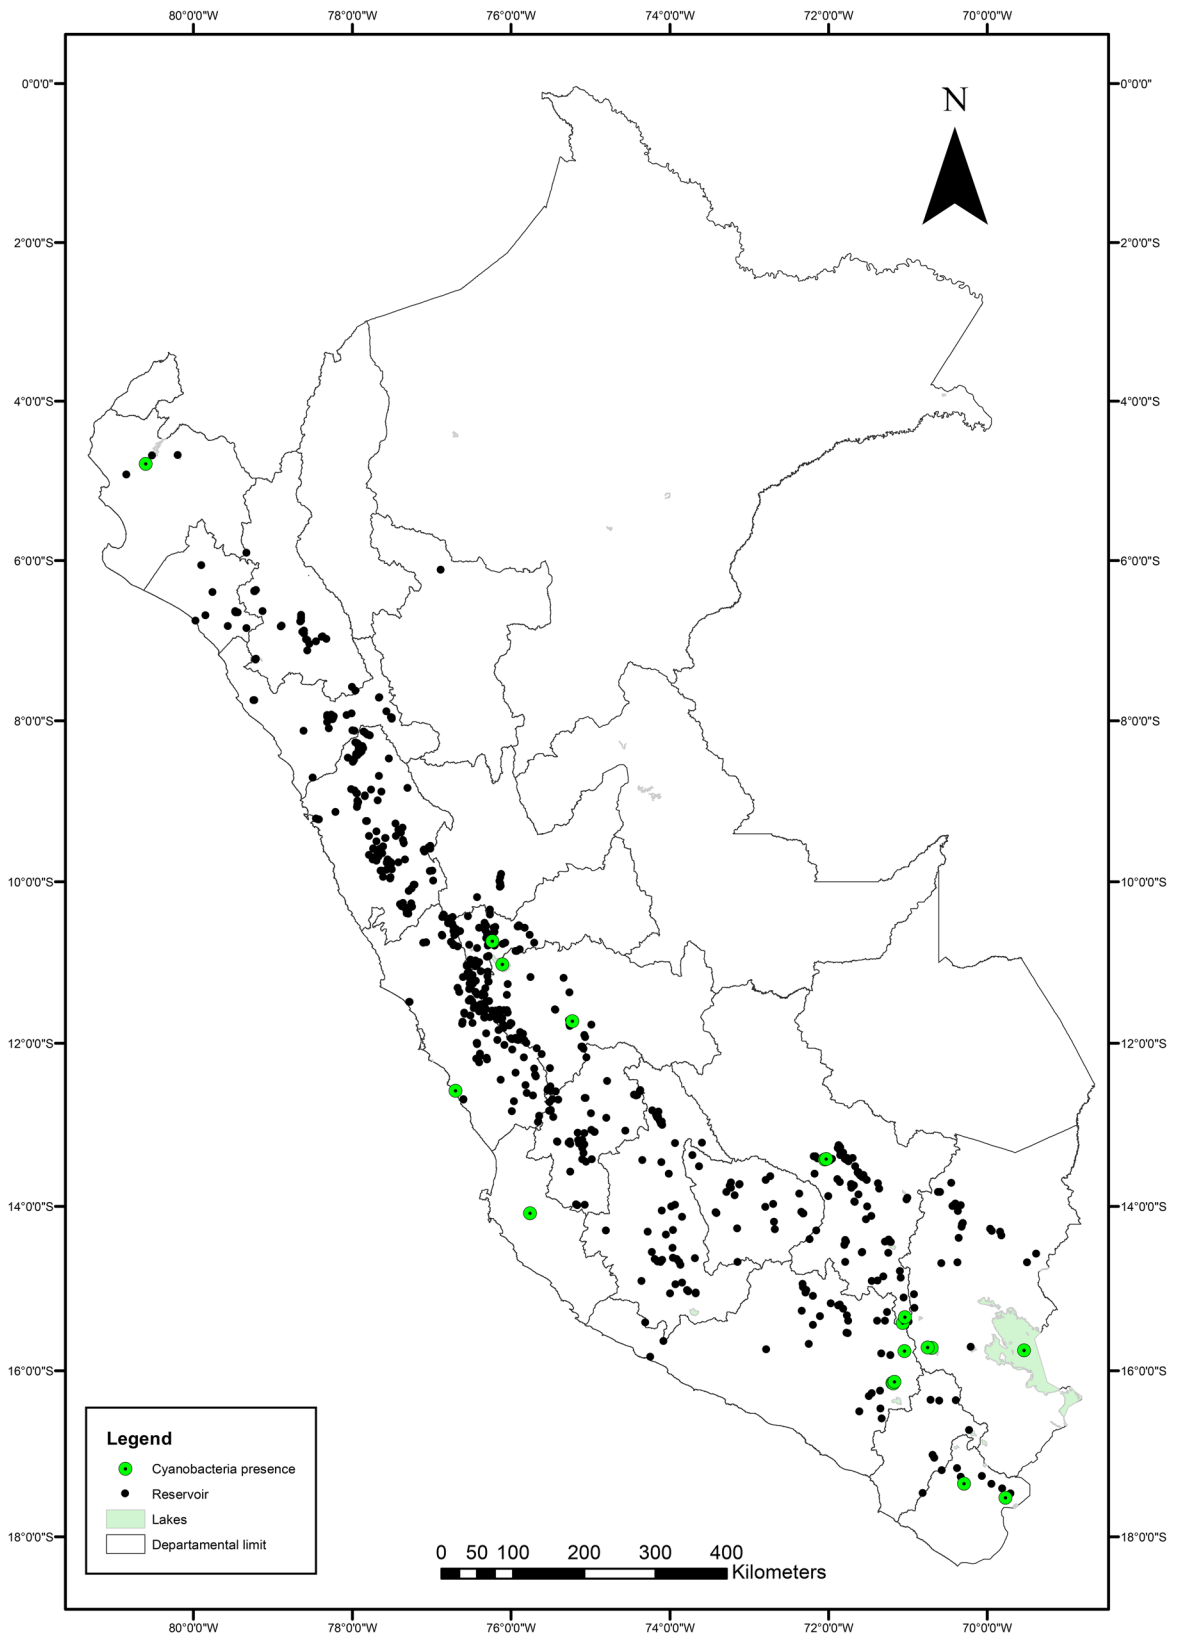 80°0'0"W 78°0'0"W 76°0'0"W 74°0'0"W 72°0'0"W 70°0'0"W
0°0'0" 0°0'0"
N
2°0'0"S 2°0'0"S
4°0'0"S 4°0'0"S
6°0'0"S 6°0'0"S
8°0'0"S 8°0'0"S
10°0'0"S 10°0'0"S
12°0'0"S 12°0'0"S
14°0'0"S 14°0'0"S
16°0'0"S 16°0'0"S
Legend
Cyanobacteria presence
Reservoir
Lakes
Departamental limit
18°0'0"S 18°0'0"S
0 50 100 200 300 400
Kilometers
80°0'0"W 78°0'0"W 76°0'0"W 74°0'0"W 72°0'0"W 70°0'0"W